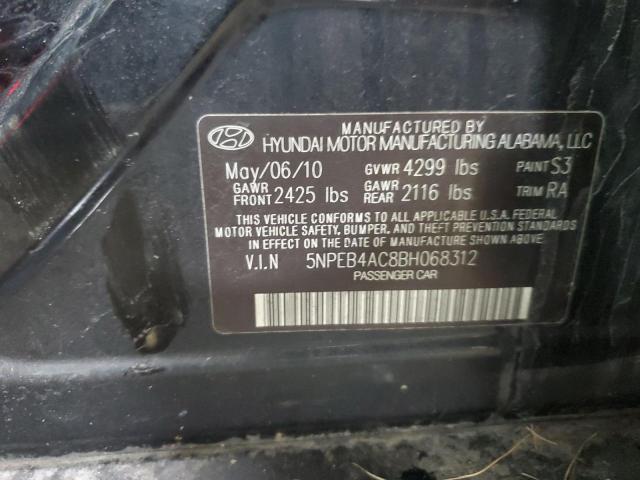 MANUFACTURED BY
HYUNDAI MOTOR MANUFACTURING ALABAMA, LLC
May/06/10 GVWR 4299 lbs PAINT S3
GAWR FRONT 2425 lbs GAWR REAR 2116 lbs TRIM RA
THIS VEHICLE CONFORMS TO ALL APPLICABLE U.S.A. FEDERAL
MOTOR VEHICLE SAFETY, BUMPER, AND THEFT PREVENTION STANDARDS
IN EFFECT ON THE DATE OF MANUFACTURE SHOWN ABOVE.
V.I.N 5NPEB4AC8BH068312
PASSENGER CAR